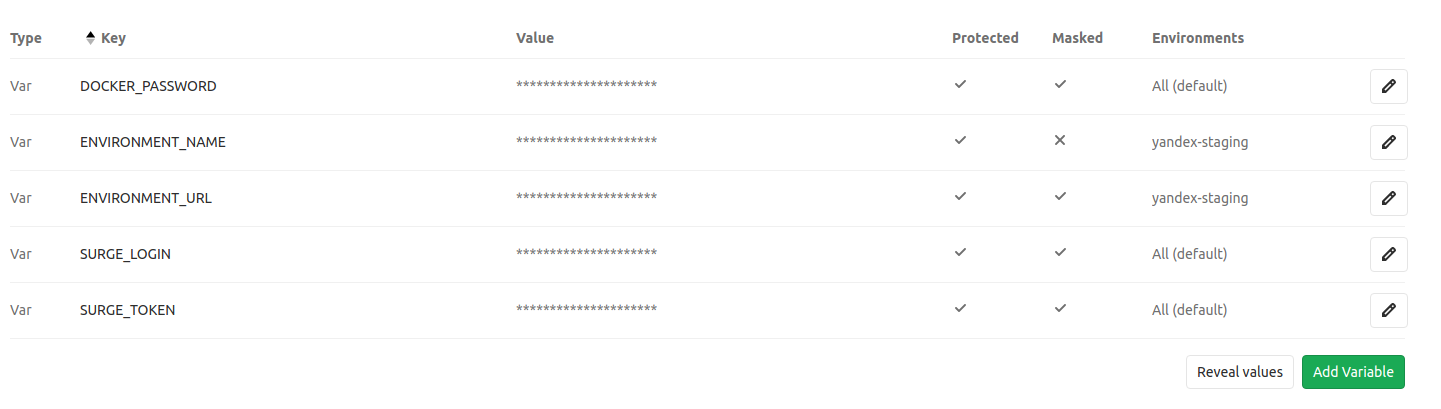 Type Key Value Protected Masked Environments
Var DOCKER_PASSWORD ********************* All (default)
Var ENVIRONMENT_NAME ********************* yandex-staging
Var ENVIRONMENT_URL ********************* yandex-staging
Var SURGE_LOGIN ********************* All (default)
Var SURGE_TOKEN ********************* All (default)
Reveal values Add Variable